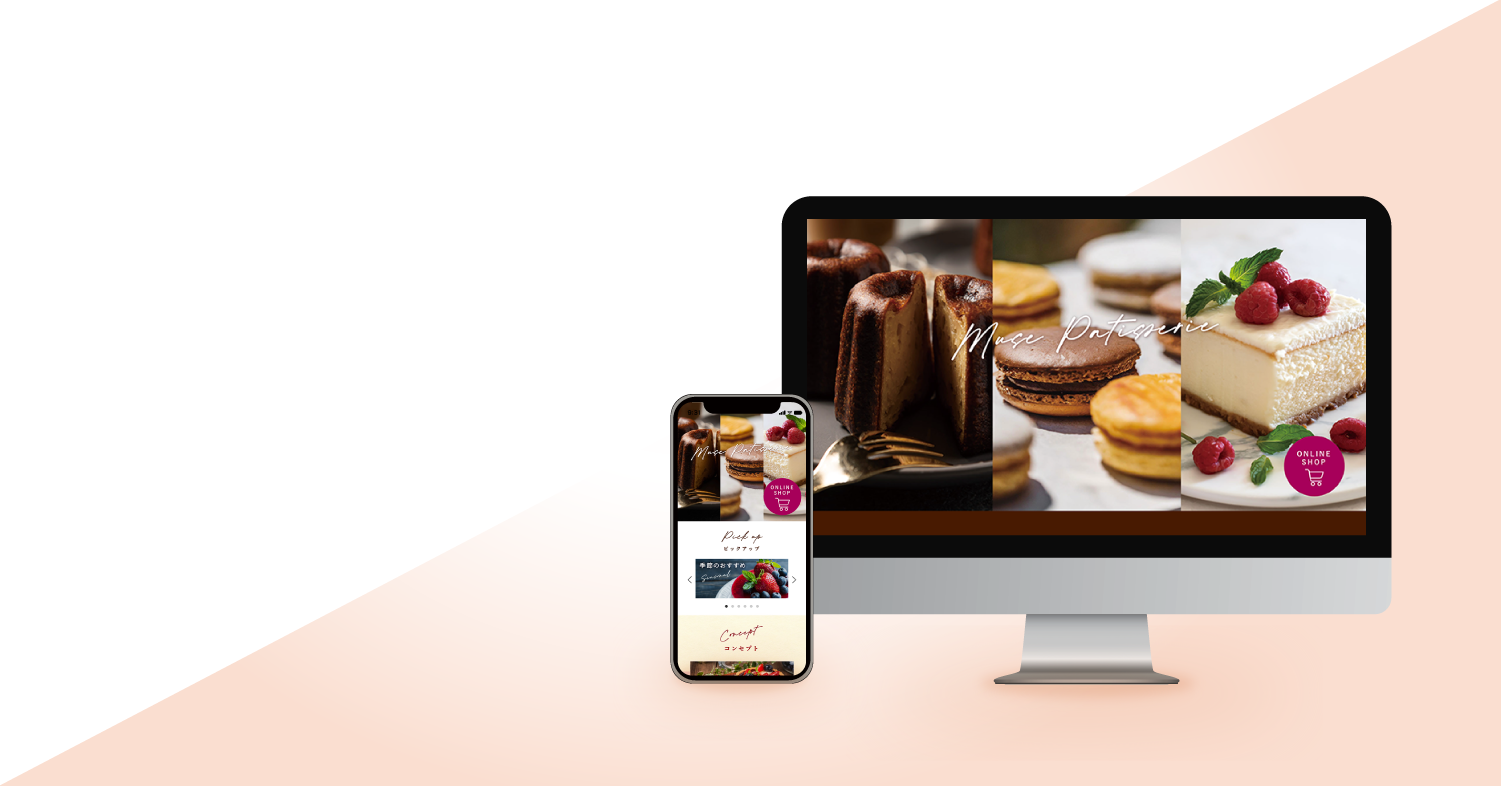 Muse Patisserie
ONLINE
SHOP
Muse Patisserie
ONLINE
SHOP
Pick up
ピックアップ
季節のおすすめ
Seasonal
Concept
コンセプト